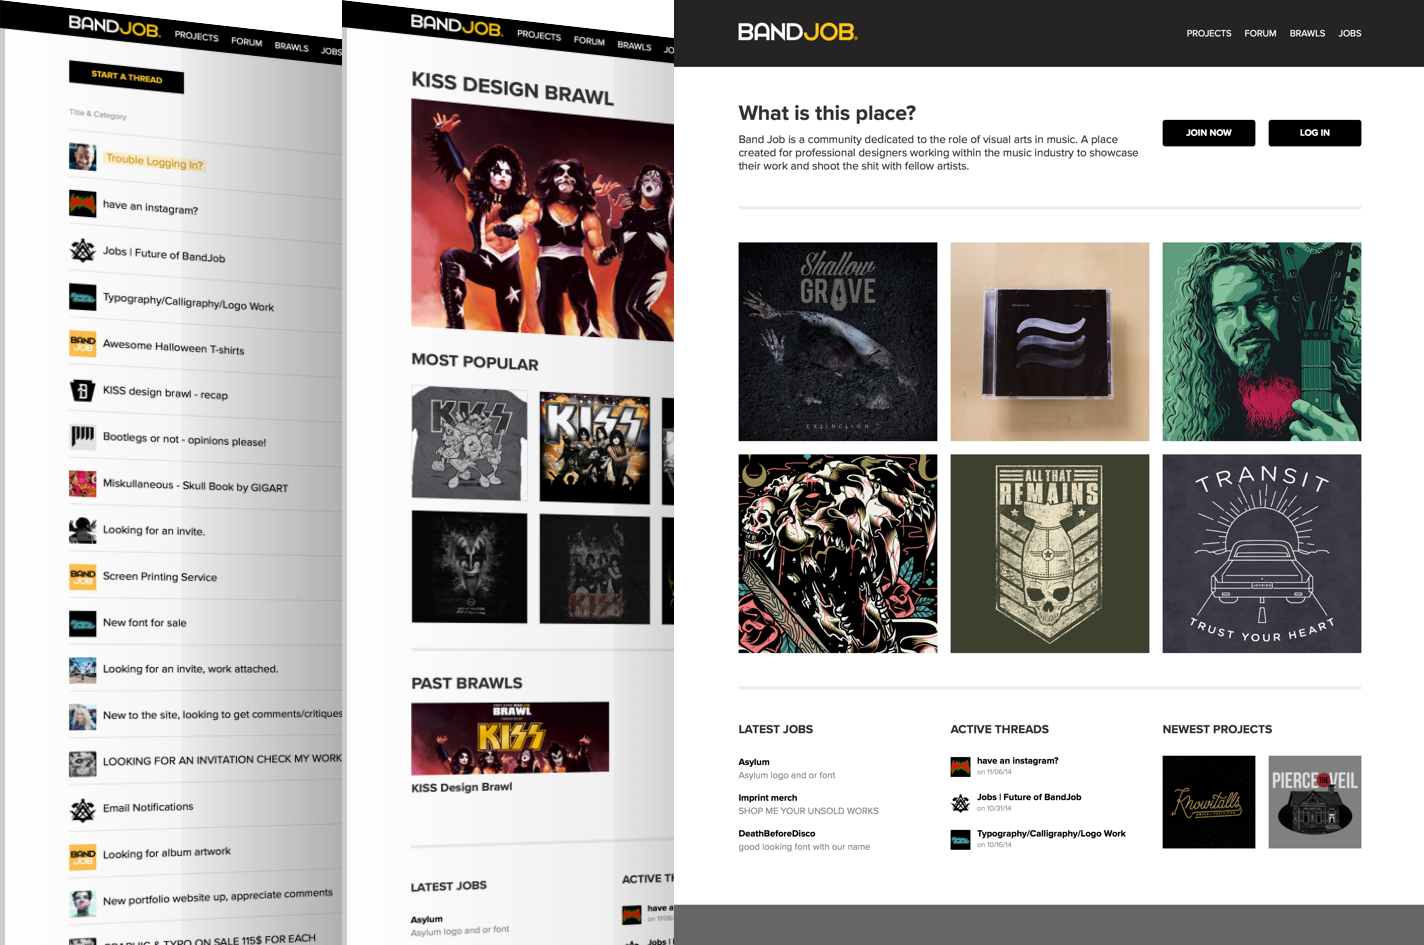 BANDJOB.
PROJECTS FORUM BRAWLS JOBS
START A THREAD
Title & Category
Trouble Logging In?
have an instagram?
Jobs | Future of BandJob
Typography/Calligraphy/Logo Work
BAND
JOB
Awesome Halloween T-shirts
KISS design brawl - recap
Bootlegs or not - opinions please!
Miskullaneous - Skull Book by GIGART
Looking for an invite.
BAND
JOB
Screen Printing Service
New font for sale
Looking for an invite, work attached.
New to the site, looking to get comments/critiques
LOOKING FOR AN INVITATION CHECK MY WORK
Email Notifications
BAND
JOB
Looking for album artwork
New portfolio website up, appreciate comments
GRAPHIC & TYPO ON SALE 115$ FOR EACH
BANDJOB.
PROJECTS FORUM BRAWLS JO
KISS DESIGN BRAWL
MOST POPULAR
KISS
KISS
KISS
PAST BRAWLS
BRAWL
KISS
KISS Design Brawl
LATEST JOBS
ACTIVE TH
Asylum
Asylum logo and or font
have a
on 11/06
Jobs |
BANDJOB.
PROJECTS FORUM BRAWLS JOBS
What is this place?
Band Job is a community dedicated to the role of visual arts in music. A place
created for professional designers working within the music industry to showcase
their work and shoot the shit with fellow artists.
JOIN NOW
LOG IN
Shallow
GRAVE
EXTINCTION
ALL THAT
REMAINS
TRANSIT
JOYRIDE
TRUST YOUR HEART
LATEST JOBS
Asylum
Asylum logo and or font
Imprint merch
SHOP ME YOUR UNSOLD WORKS
DeathBeforeDisco
good looking font with our name
ACTIVE THREADS
have an instagram?
on 11/06/14
Jobs | Future of BandJob
on 10/31/14
Typography/Calligraphy/Logo Work
on 10/16/14
NEWEST PROJECTS
Knowitalls
PIERCE THE VEIL